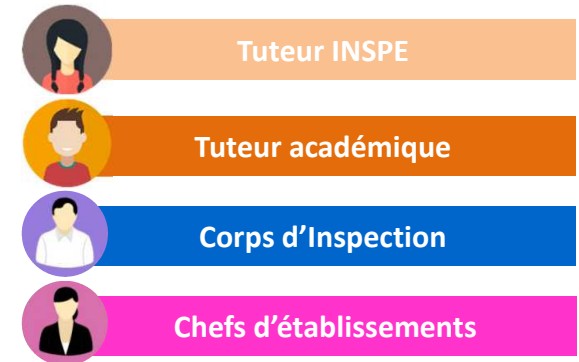 Tuteur INSPE
Tuteur académique
Corps d’Inspection
Chefs d’établissements